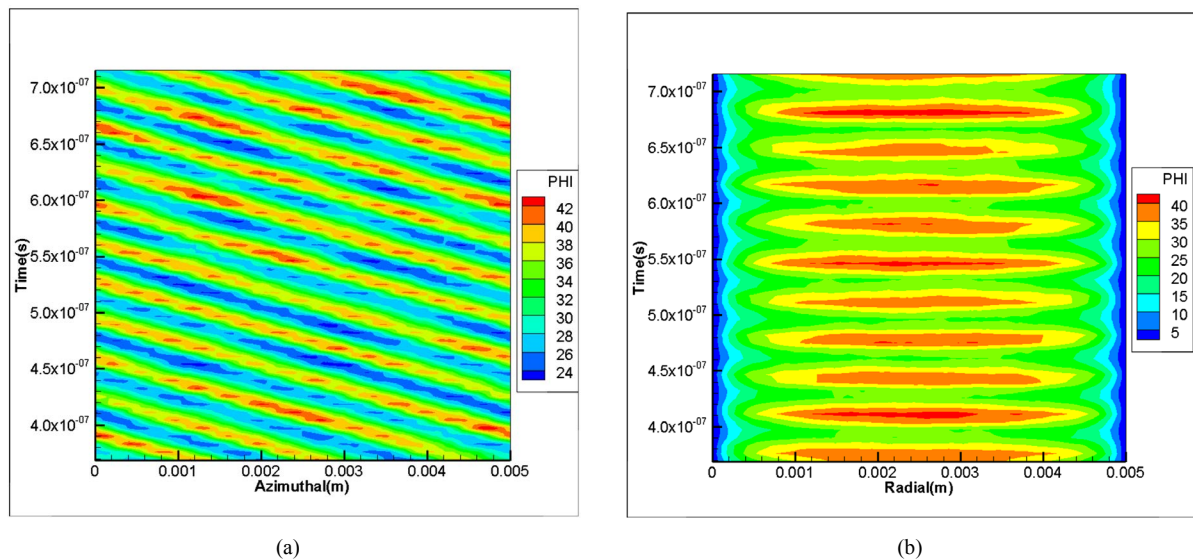 7.0x10-07
6.5x10-07
6.0x10-07
5.5x10-07
5.0x10-07
4.5x10-07
4.0x10-07
Time(s)
0 0.001 0.002 0.003 0.004 0.005
Azimuthal(m)
PHI
42
40
38
36
34
32
30
28
26
24
(a)
7.0x10-07
6.5x10-07
6.0x10-07
5.5x10-07
5.0x10-07
4.5x10-07
4.0x10-07
Time(s)
0 0.001 0.002 0.003 0.004 0.005
Radial(m)
PHI
40
35
30
25
20
15
10
5
(b)